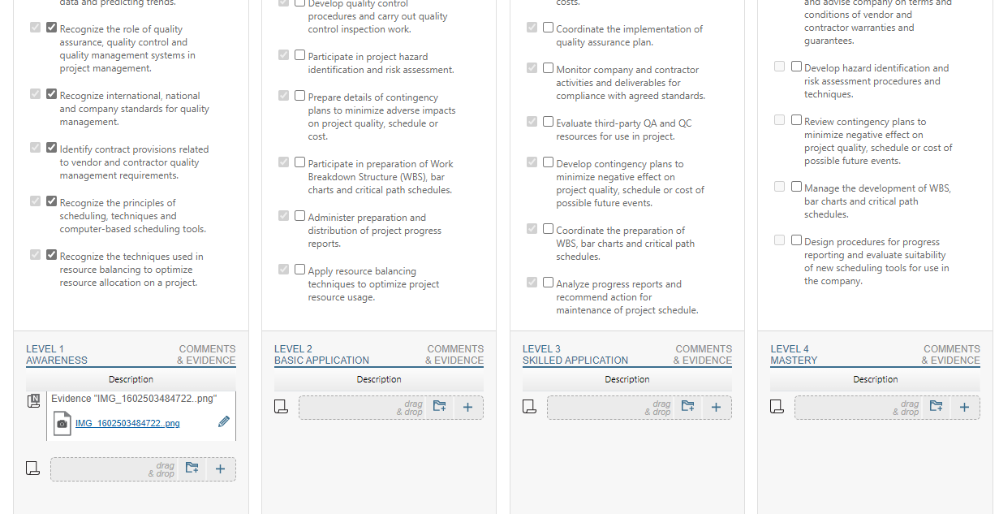 data and predicting trends.
Recognize the role of quality
assurance, quality control and
quality management systems in
project management.
Recognize international, national
and company standards for quality
management.
Identify contract provisions related
to vendor and contractor quality
management requirements.
Recognize the principles of
scheduling, techniques and
computer-based scheduling tools.
Recognize the techniques used in
resource balancing to optimize
resource allocation on a project.
Develop quality control
procedures and carry out quality
control inspection work.
Participate in project hazard
identification and risk assessment.
Prepare details of contingency
plans to minimize adverse impacts
on project quality, schedule or
cost.
Participate in preparation of Work
Breakdown Structure (WBS), bar
charts and critical path schedules.
Administer preparation and
distribution of project progress
reports.
Apply resource balancing
techniques to optimize project
resource usage.
costs.
Coordinate the implementation of
quality assurance plan.
Monitor company and contractor
activities and deliverables for
compliance with agreed standards.
Evaluate third-party QA and QC
resources for use in project.
Develop contingency plans to
minimize negative effect on
project quality, schedule or cost of
possible future events.
Coordinate the preparation of
WBS, bar charts and critical path
schedules.
Analyze progress reports and
recommend action for
maintenance of project schedule.
and advise company on terms and
conditions of vendor and
contractor warranties and
guarantees.
Develop hazard identification and
risk assessment procedures and
techniques.
Review contingency plans to
minimize negative effect on
project quality, schedule or cost of
possible future events.
Manage the development of WBS,
bar charts and critical path
schedules.
Design procedures for progress
reporting and evaluate suitability
of new scheduling tools for use in
the company.
LEVEL 1
AWARENESS
COMMENTS
& EVIDENCE
Description
N
Evidence "IMG_1602503484722..png"
IMG_1602503484722..png
drag
& drop
+
LEVEL 2
BASIC APPLICATION
COMMENTS
& EVIDENCE
Description
drag
& drop
+
LEVEL 3
SKILLED APPLICATION
COMMENTS
& EVIDENCE
Description
drag
& drop
+
LEVEL 4
MASTERY
COMMENTS
& EVIDENCE
Description
drag
& drop
+